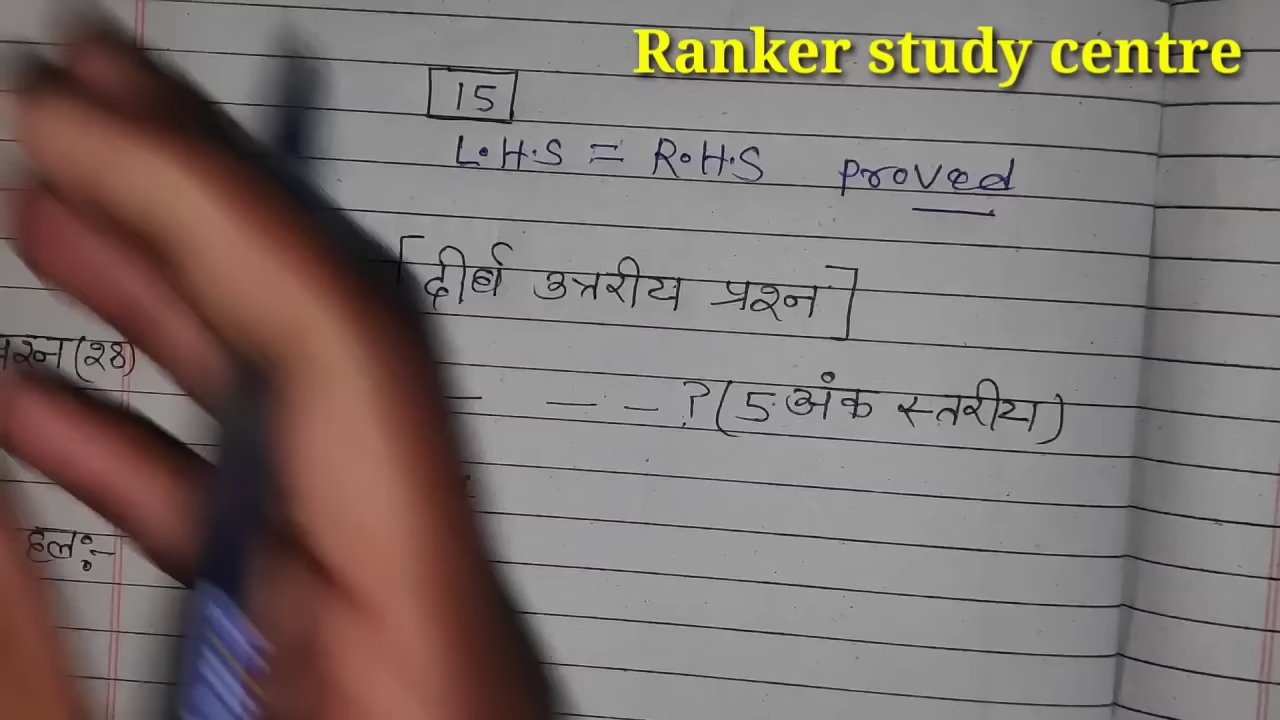 Ranker study centre
15
L.H.S = R.H.S proved
[दीर्घ उत्तरीय प्रश्न]
प्रश्न(28)
— — — ? (5 अंक स्तरीय)
हल:-